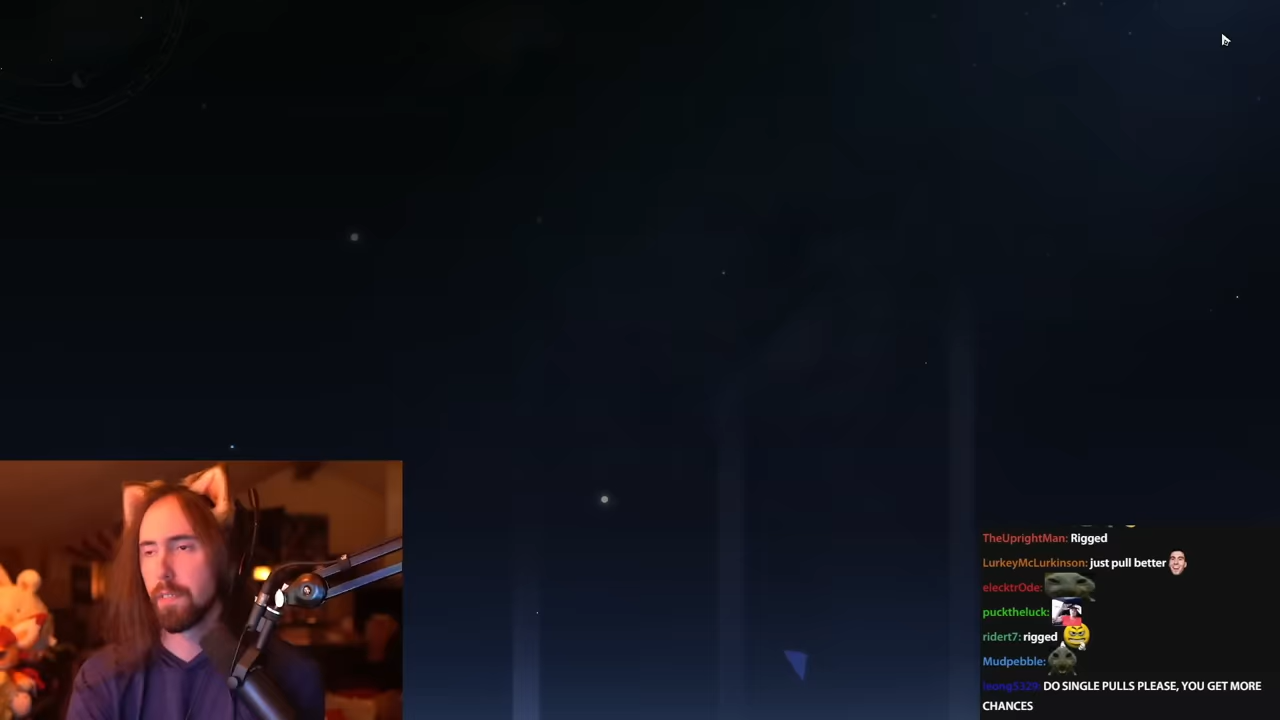 TheUprightMan: Rigged
LurkeyMcLurkinson: just pull better
elecktrOde:
pucktheluck:
ridert7: rigged
Mudpebble:
DO SINGLE PULLS PLEASE, YOU GET MORE
CHANCES